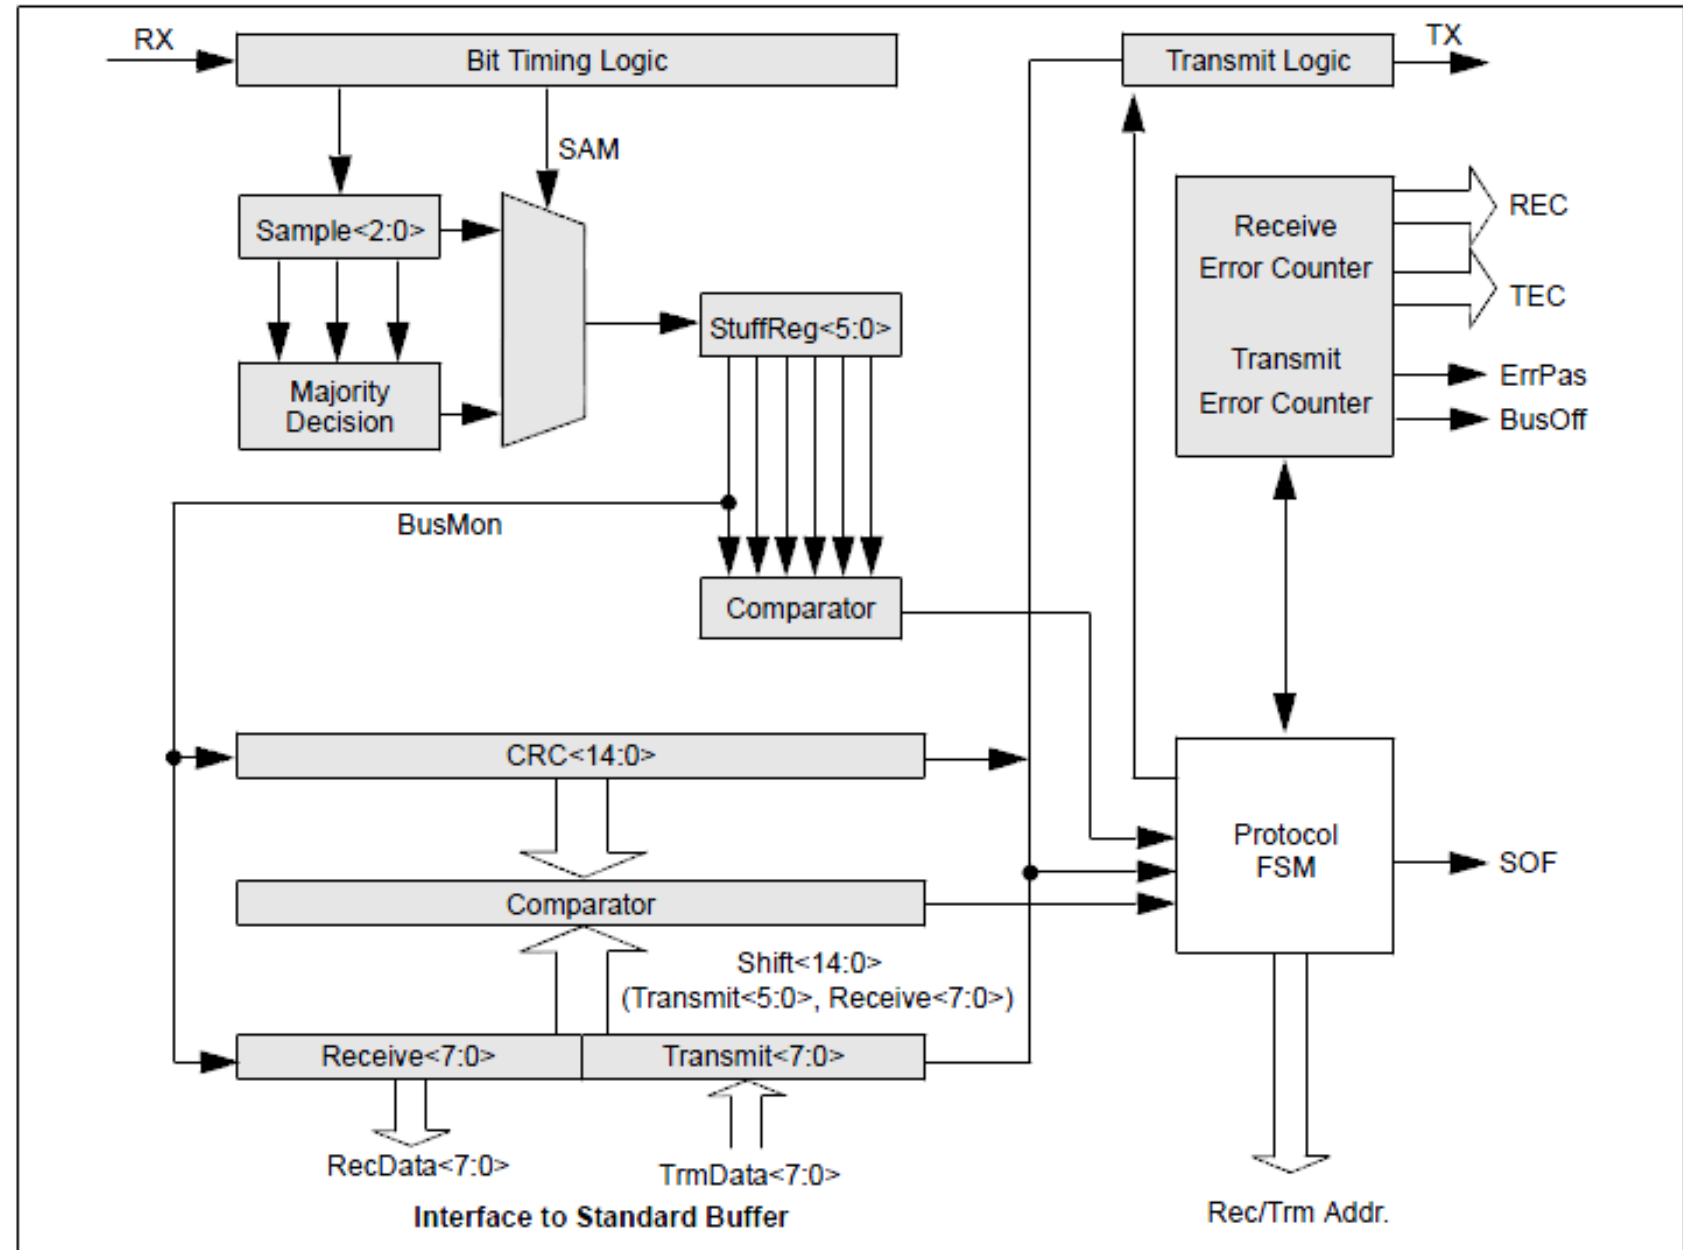 RX
Bit Timing Logic
Transmit Logic
TX
SAM
Sample<2:0>
REC
Receive
Error Counter
TEC
StuffReg<5:0>
Transmit
Error Counter
ErrPas
BusOff
Majority
Decision
BusMon
Comparator
CRC<14:0>
Protocol
FSM
SOF
Comparator
Shift<14:0>
(Transmit<5:0>, Receive<7:0>)
Receive<7:0>
Transmit<7:0>
RecData<7:0>
TrmData<7:0>
Interface to Standard Buffer
Rec/Trm Addr.